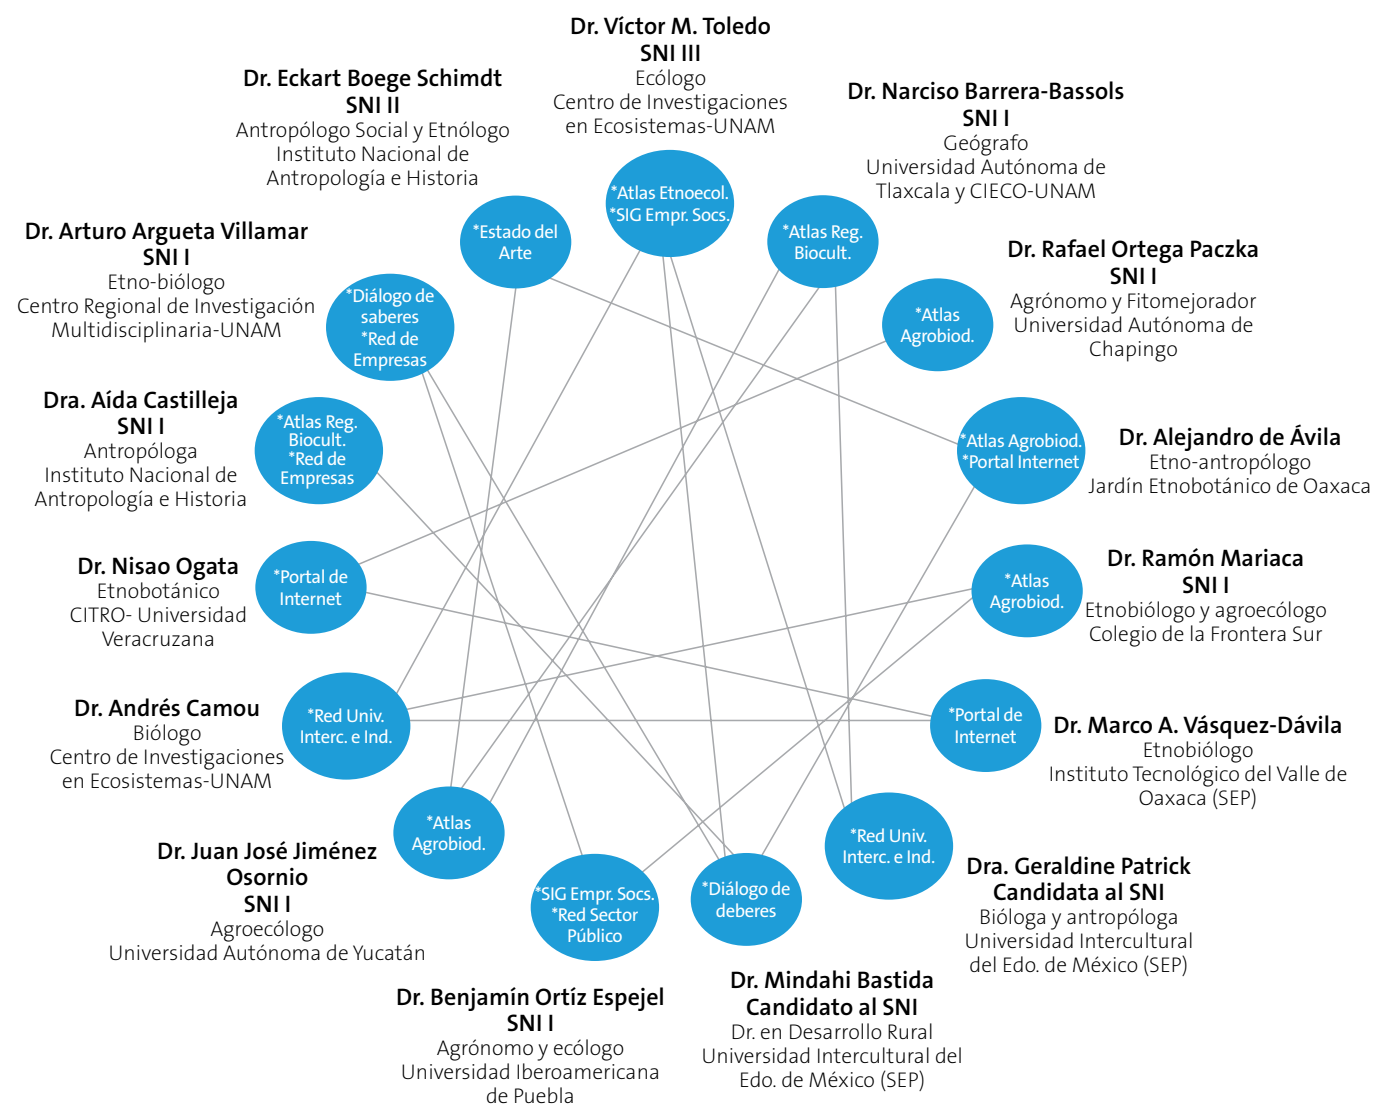 Dr. Víctor M. Toledo
SNI III
Ecólogo
Centro de Investigaciones
en Ecosistemas-UNAM
*Atlas Etnoecol.
*SIG Empr. Socs.
Dr. Narciso Barrera-Bassols
SNI I
Geógrafo
Universidad Autónoma de
Tlaxcala y CIECO-UNAM
*Atlas Reg.
Biocult.
Dr. Rafael Ortega Paczka
SNI I
Agrónomo y Fitomejorador
Universidad Autónoma de
Chapingo
*Atlas
Agrobiod.
Dr. Alejandro de Ávila
Etno-antropólogo
Jardín Etnobotánico de Oaxaca
*Atlas Agrobiod.
*Portal Internet
Dr. Ramón Mariaca
SNI I
Etnobiólogo y agroecólogo
Colegio de la Frontera Sur
*Atlas
Agrobiod.
Dr. Marco A. Vásquez-Dávila
Etnobiólogo
Instituto Tecnológico del Valle de
Oaxaca (SEP)
*Portal de
Internet
Dra. Geraldine Patrick
Candidata al SNI
Bióloga y antropóloga
Universidad Intercultural
del Edo. de México (SEP)
*Red Univ.
Interc. e Ind.
Dr. Mindahi Bastida
Candidato al SNI
Dr. en Desarrollo Rural
Universidad Intercultural del
Edo. de México (SEP)
*Diálogo de
deberes
Dr. Benjamín Ortíz Espejel
SNI I
Agrónomo y ecólogo
Universidad Iberoamericana
de Puebla
*SIG Empr. Socs.
*Red Sector
Público
Dr. Juan José Jiménez
Osornio
SNI I
Agroecólogo
Universidad Autónoma de Yucatán
*Atlas
Agrobiod.
Dr. Andrés Camou
Biólogo
Centro de Investigaciones
en Ecosistemas-UNAM
*Red Univ.
Interc. e Ind.
Dr. Nisao Ogata
Etnobotánico
CITRO- Universidad
Veracruzana
*Portal de
Internet
Dra. Aída Castilleja
SNI I
Antropóloga
Instituto Nacional de
Antropología e Historia
*Atlas Reg.
Biocult.
*Red de
Empresas
Dr. Arturo Argueta Villamar
SNI I
Etno-biólogo
Centro Regional de Investigación
Multidisciplinaria-UNAM
*Diálogo de
saberes
*Red de
Empresas
Dr. Eckart Boege Schimdt
SNI II
Antropólogo Social y Etnólogo
Instituto Nacional de
Antropología e Historia
*Estado del
Arte